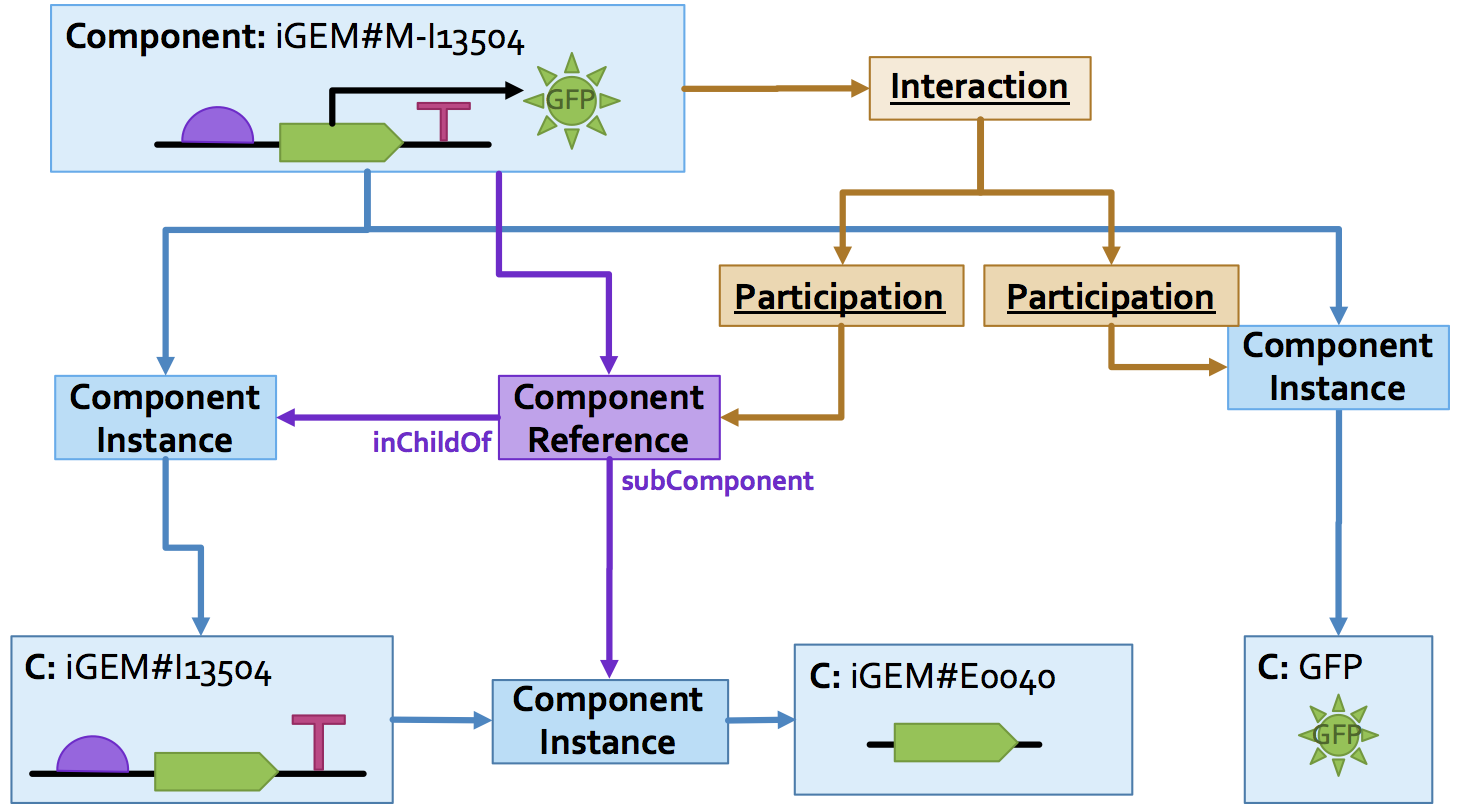 Component: iGEM#M-I13504
GFP
Interaction
Participation
Participation
Component
Instance
Component
Instance
Component
Reference
inChildOf
subComponent
C: iGEM#I13504
Component
Instance
C: iGEM#E0040
C: GFP
GFP